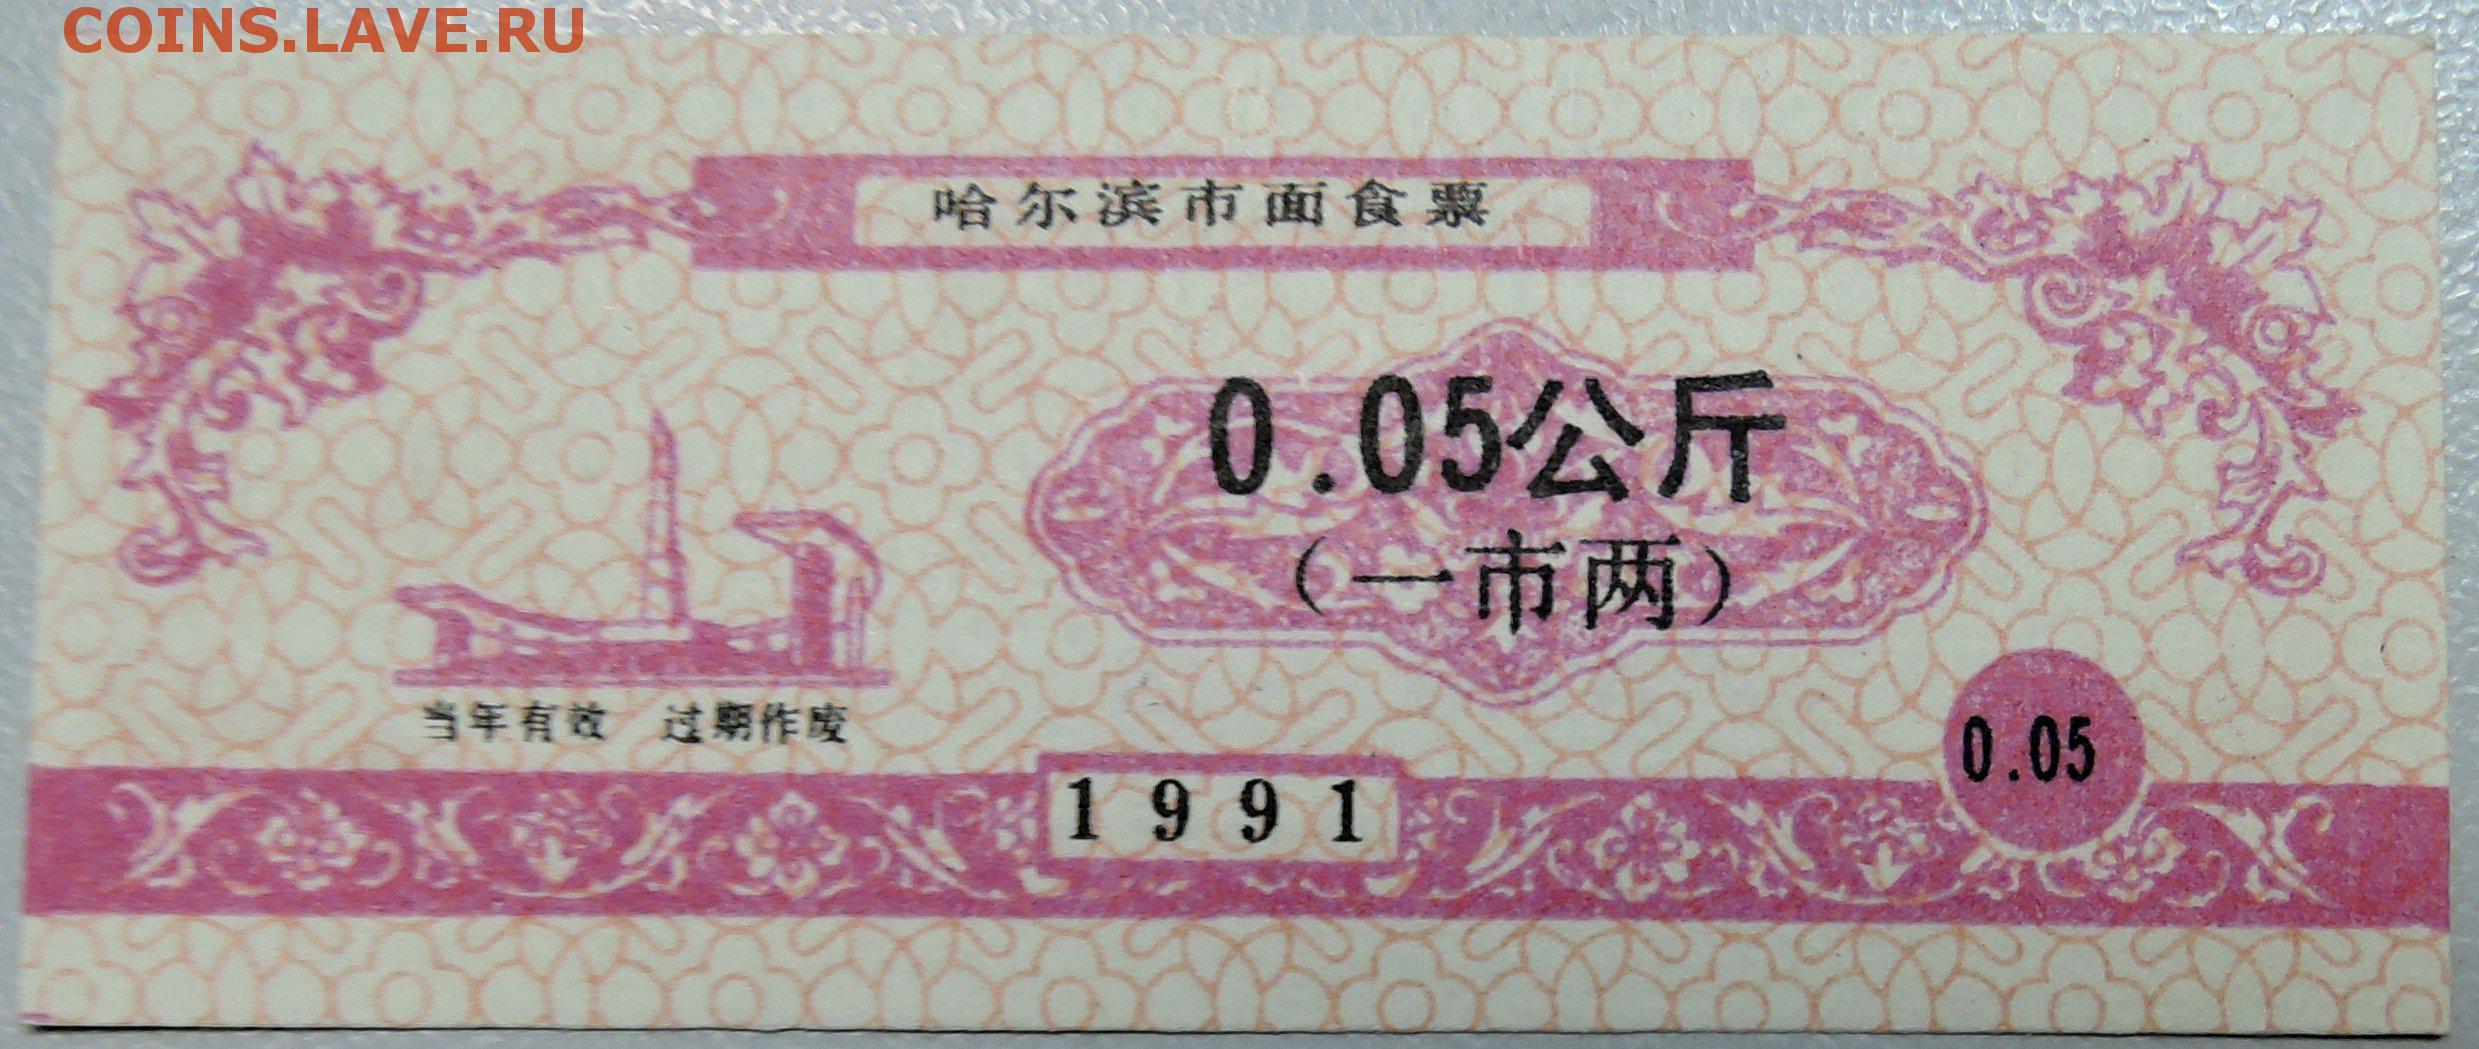 COINS.LAVE.RU
哈尔滨市面食票
0.05公斤
(一市两)
当年有效 过期作废
0.05
1991